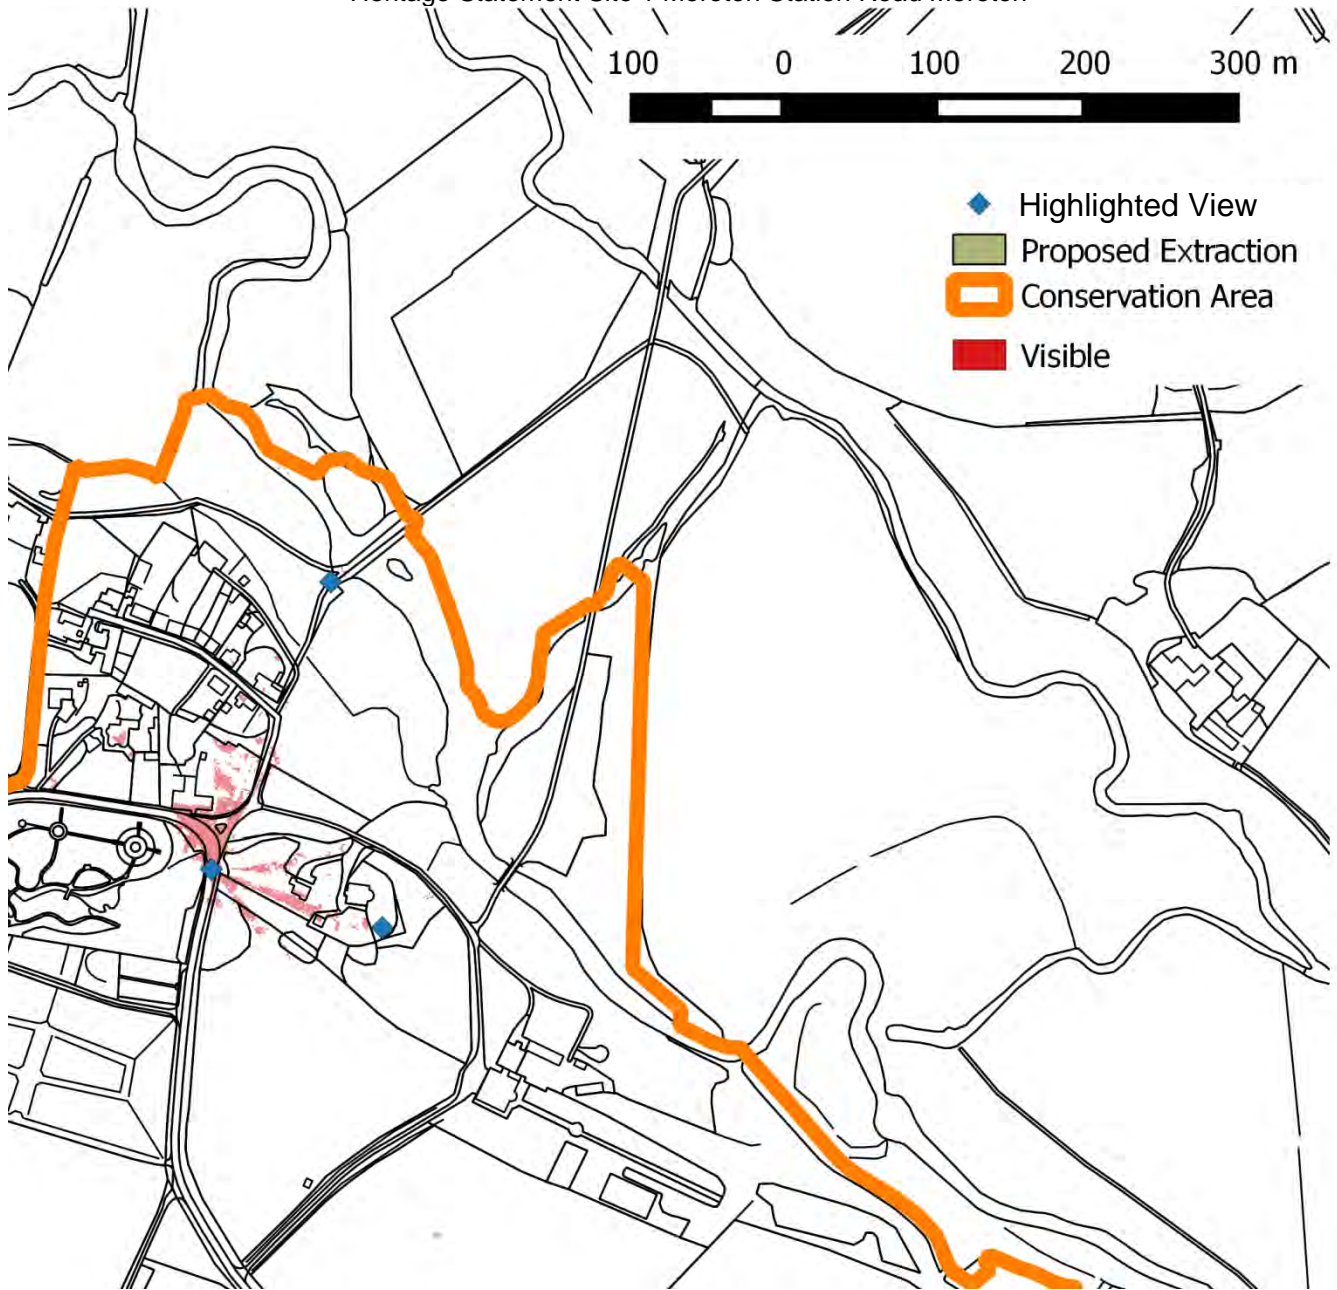 100 0 100 200 300 m
Highlighted View
Proposed Extraction
Conservation Area
Visible